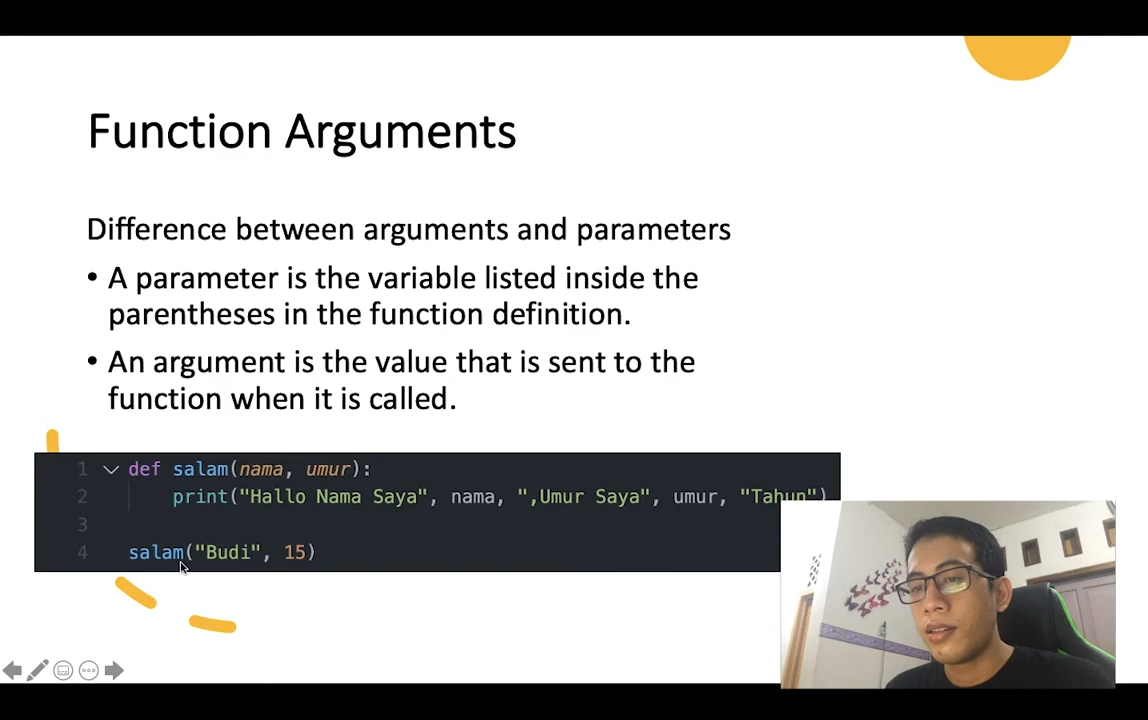 Function Arguments
Difference between arguments and parameters
• A parameter is the variable listed inside the
parentheses in the function definition.
• An argument is the value that is sent to the
function when it is called.
1 def salam(nama, umur):
2 print("Hallo Nama Saya", nama, ",Umur Saya", umur, "Tahun")
3
4 salam("Budi", 15)